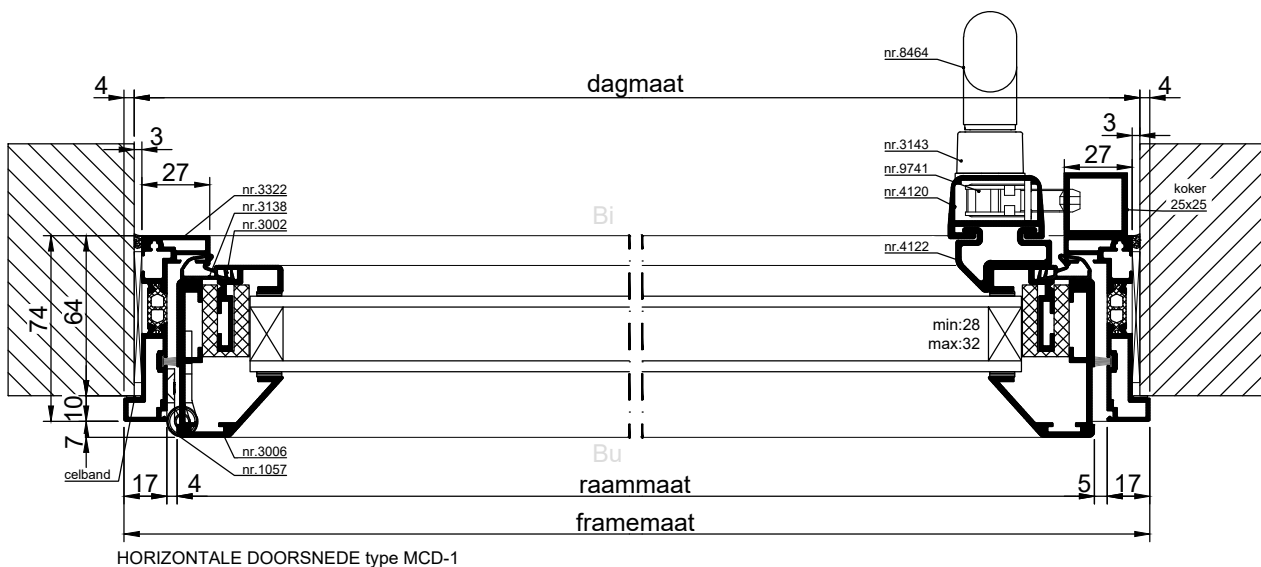 nr.8464
4 dagmaat 4
3 3
27 27
nr.3143
nr.9741
nr.4120
koker
25x25
nr.3322
nr.3138
nr.3002
Bi
nr.4122
74 64
min:28
max:32
10
7
nr.3006
nr.1057
Bu
celband
17 4 raammaat 5 17
framemaat
HORIZONTALE DOORSNEDE type MCD-1